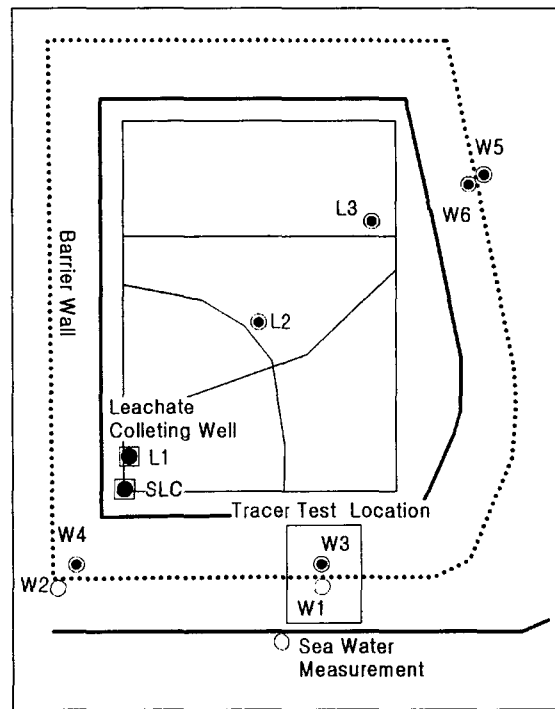 W5
W6
L3
Barrier Wall
L2
Leachate
Colleting Well
L1
SLC
Tracer Test Location
W4
W3
W2
W1
Sea Water
Measurement